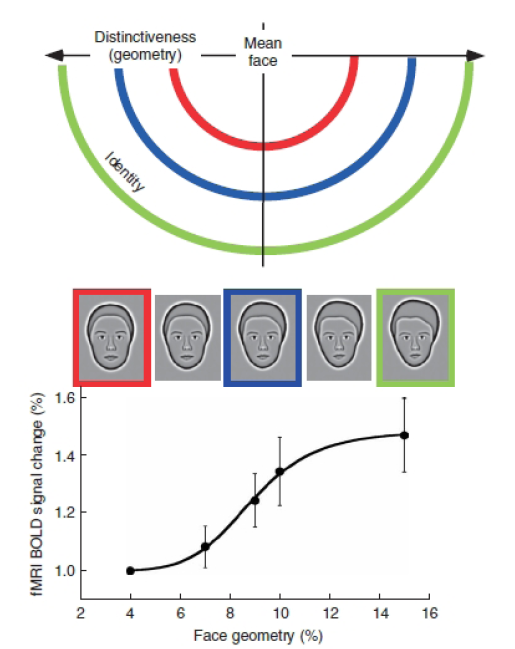 Distinctiveness
(geometry)
Mean
face
Identity
fMRI BOLD signal change (%)
1.6
1.4
1.2
1.0
2 4 6 8 10 12 14 16
Face geometry (%)